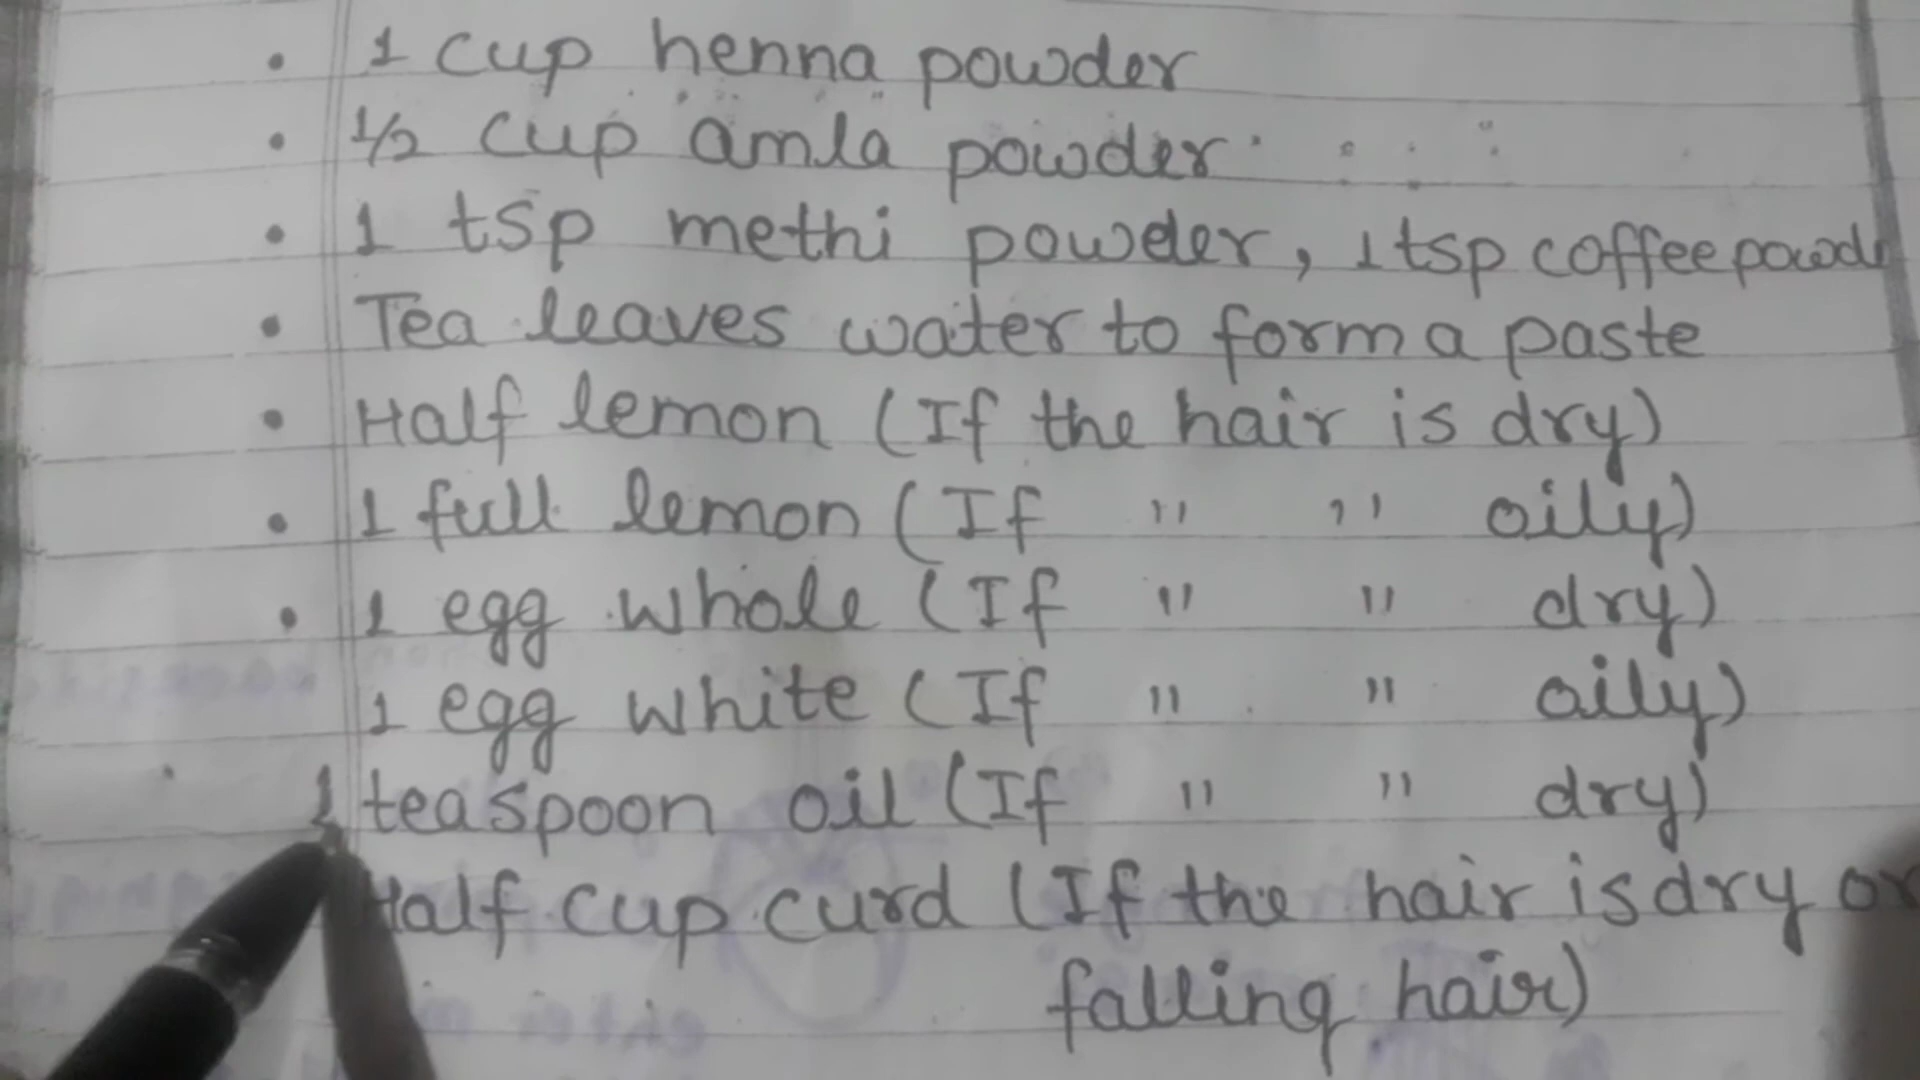 • 1 cup henna powder
• 1/2 cup amla powder
• 1 tsp methi powder, 1 tsp coffee powd
• Tea leaves water to form a paste
• Half lemon (If the hair is dry)
• 1 full lemon (If " " oily)
• 1 egg whole (If " " dry)
1 egg white (If " " oily)
1 teaspoon oil (If " " dry)
Half cup curd (If the hair is dry or
falling hair)